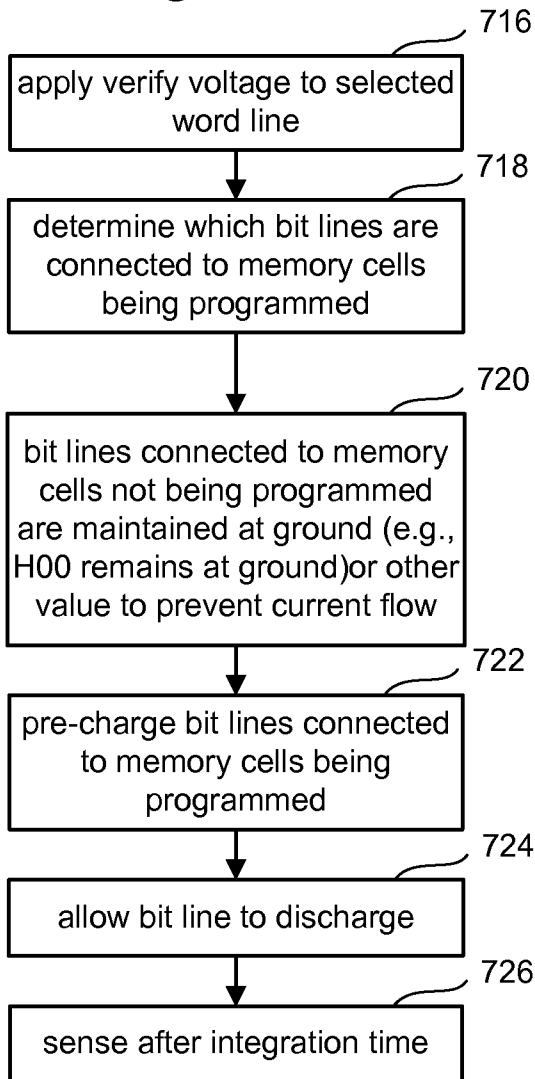 716
apply verify voltage to selected
word line
718
determine which bit lines are
connected to memory cells
being programmed
720
bit lines connected to memory
cells not being programmed
are maintained at ground (e.g.,
H00 remains at ground)or other
value to prevent current flow
722
pre-charge bit lines connected
to memory cells being
programmed
724
allow bit line to discharge
726
sense after integration time